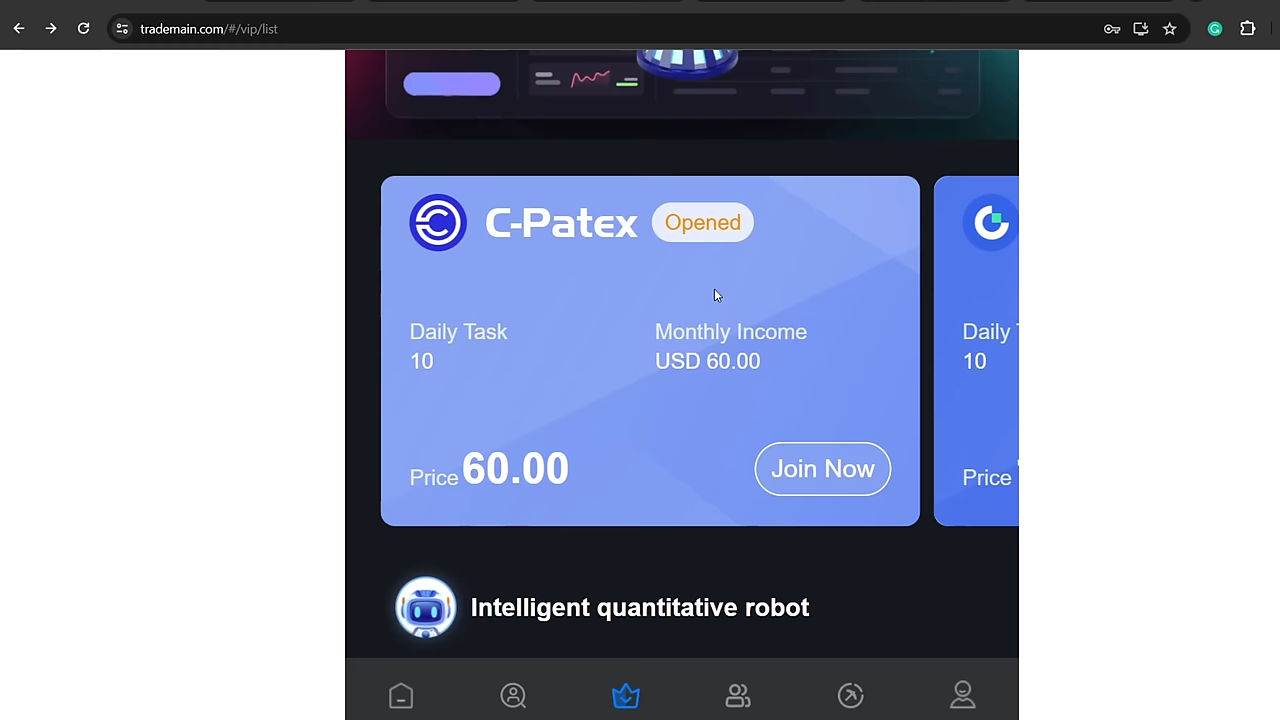 trademain.com/#/vip/list
C-Patex
Opened
Daily Task
10
Monthly Income
USD 60.00
Price 60.00
Join Now
Daily
10
Price
Intelligent quantitative robot